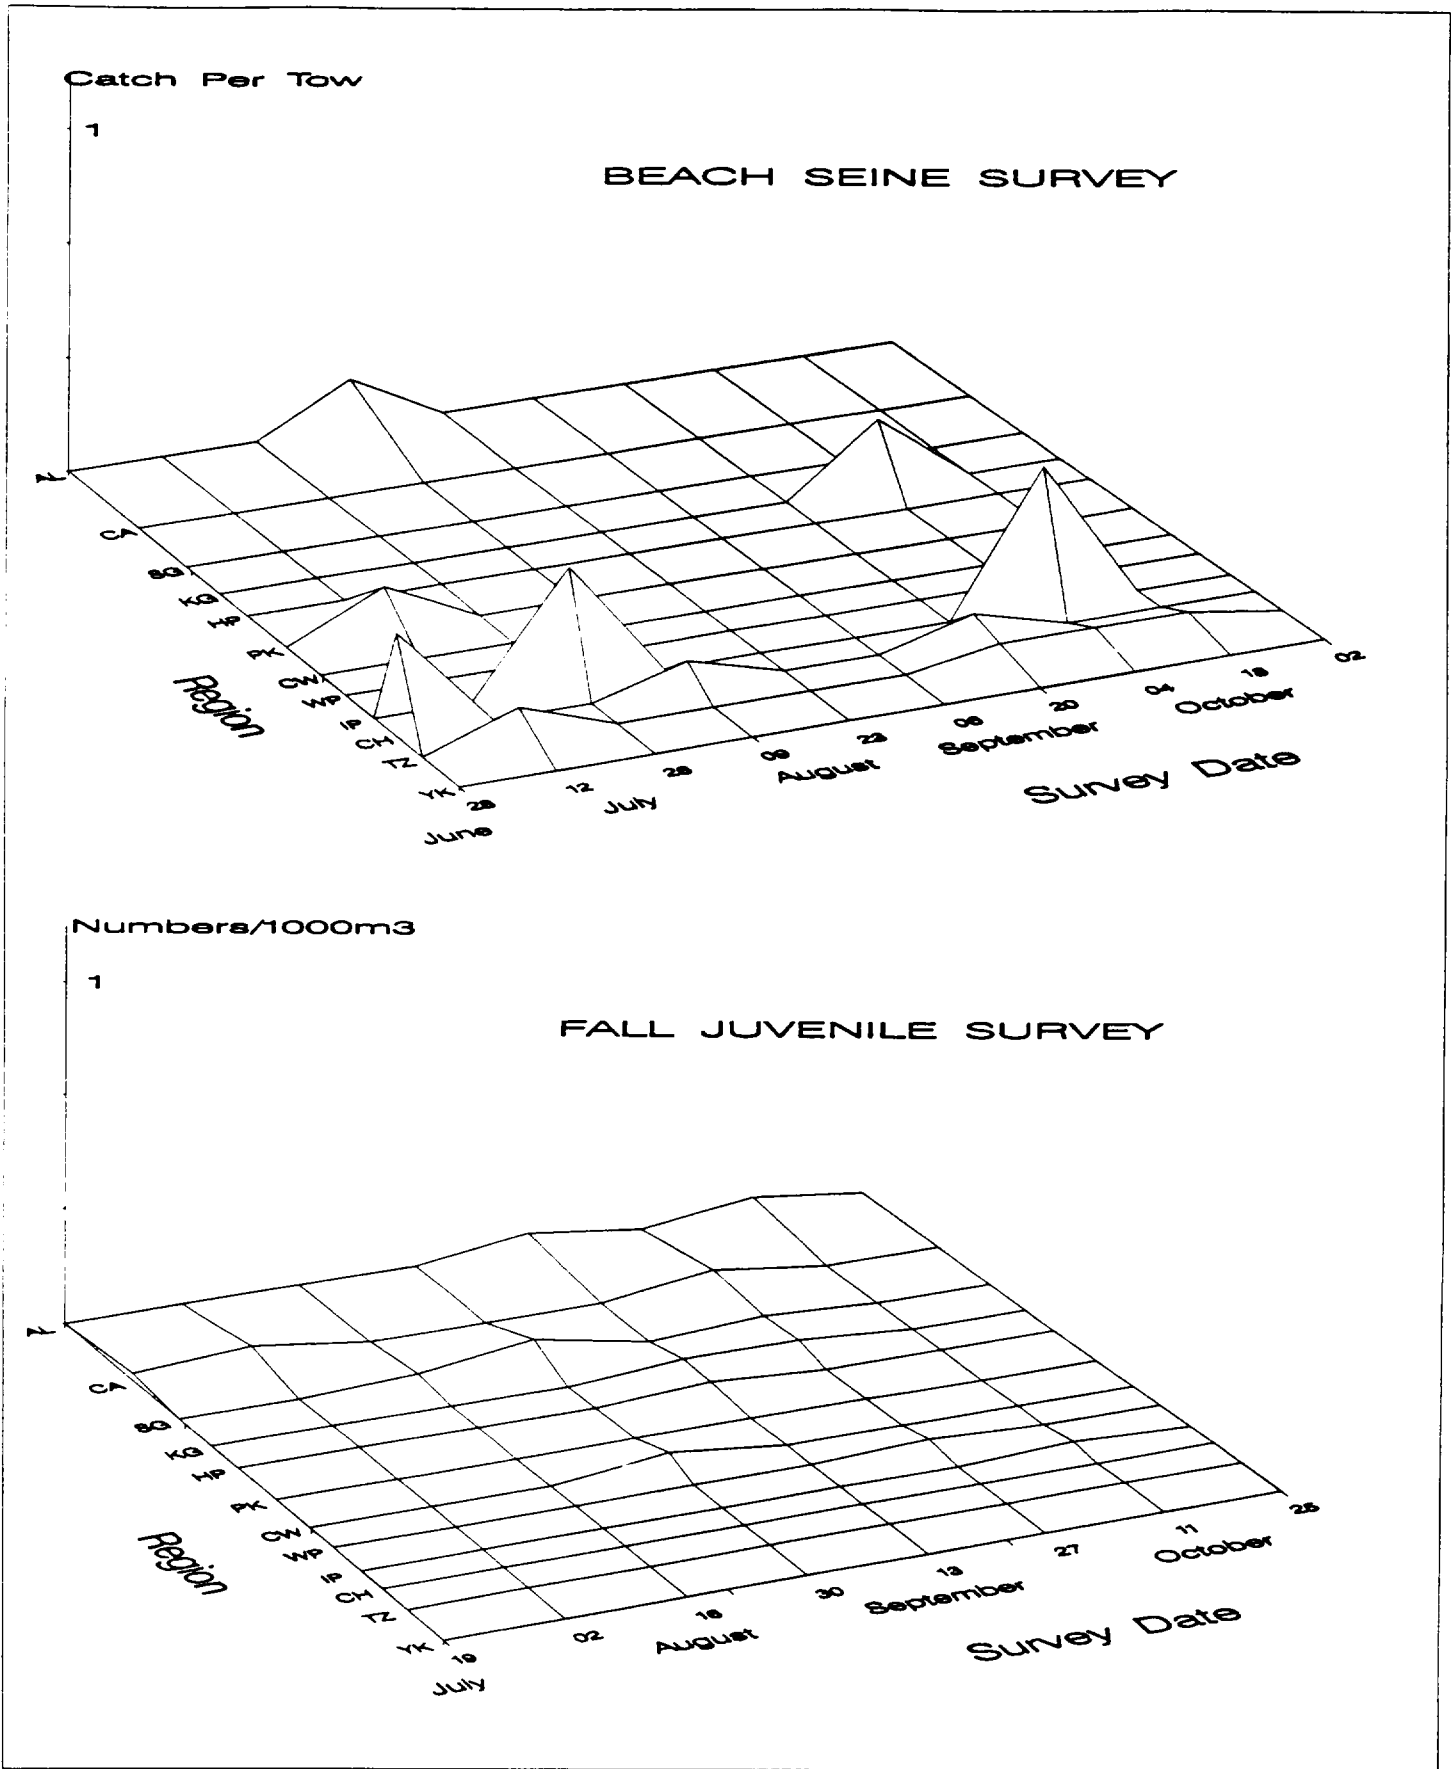 Catch Per Tow
1
BEACH SEINE SURVEY
CA
SG
KG
HP
PK
CW
WP
IP
CH
TZ
YK
Region
28
12
26
09
23
06
20
04
18
02
June
July
August
September
October
Survey Date
Numbers/1000m3
1
FALL JUVENILE SURVEY
CA
SG
KG
HP
PK
CW
WP
IP
CH
TZ
YK
Region
19
02
16
30
13
27
11
25
July
August
September
October
Survey Date